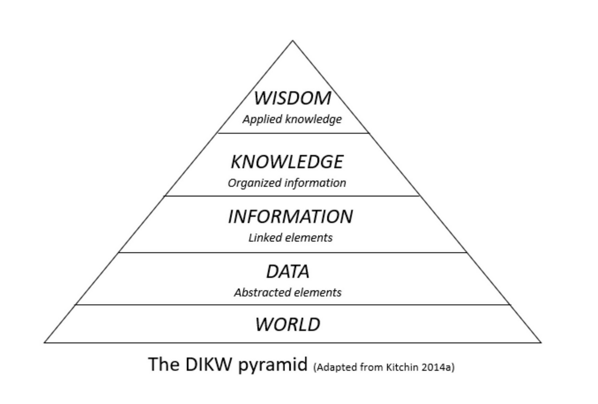 WISDOM
Applied knowledge
KNOWLEDGE
Organized information
INFORMATION
Linked elements
DATA
Abstracted elements
WORLD
The DIKW pyramid (Adapted from Kitchin 2014a)